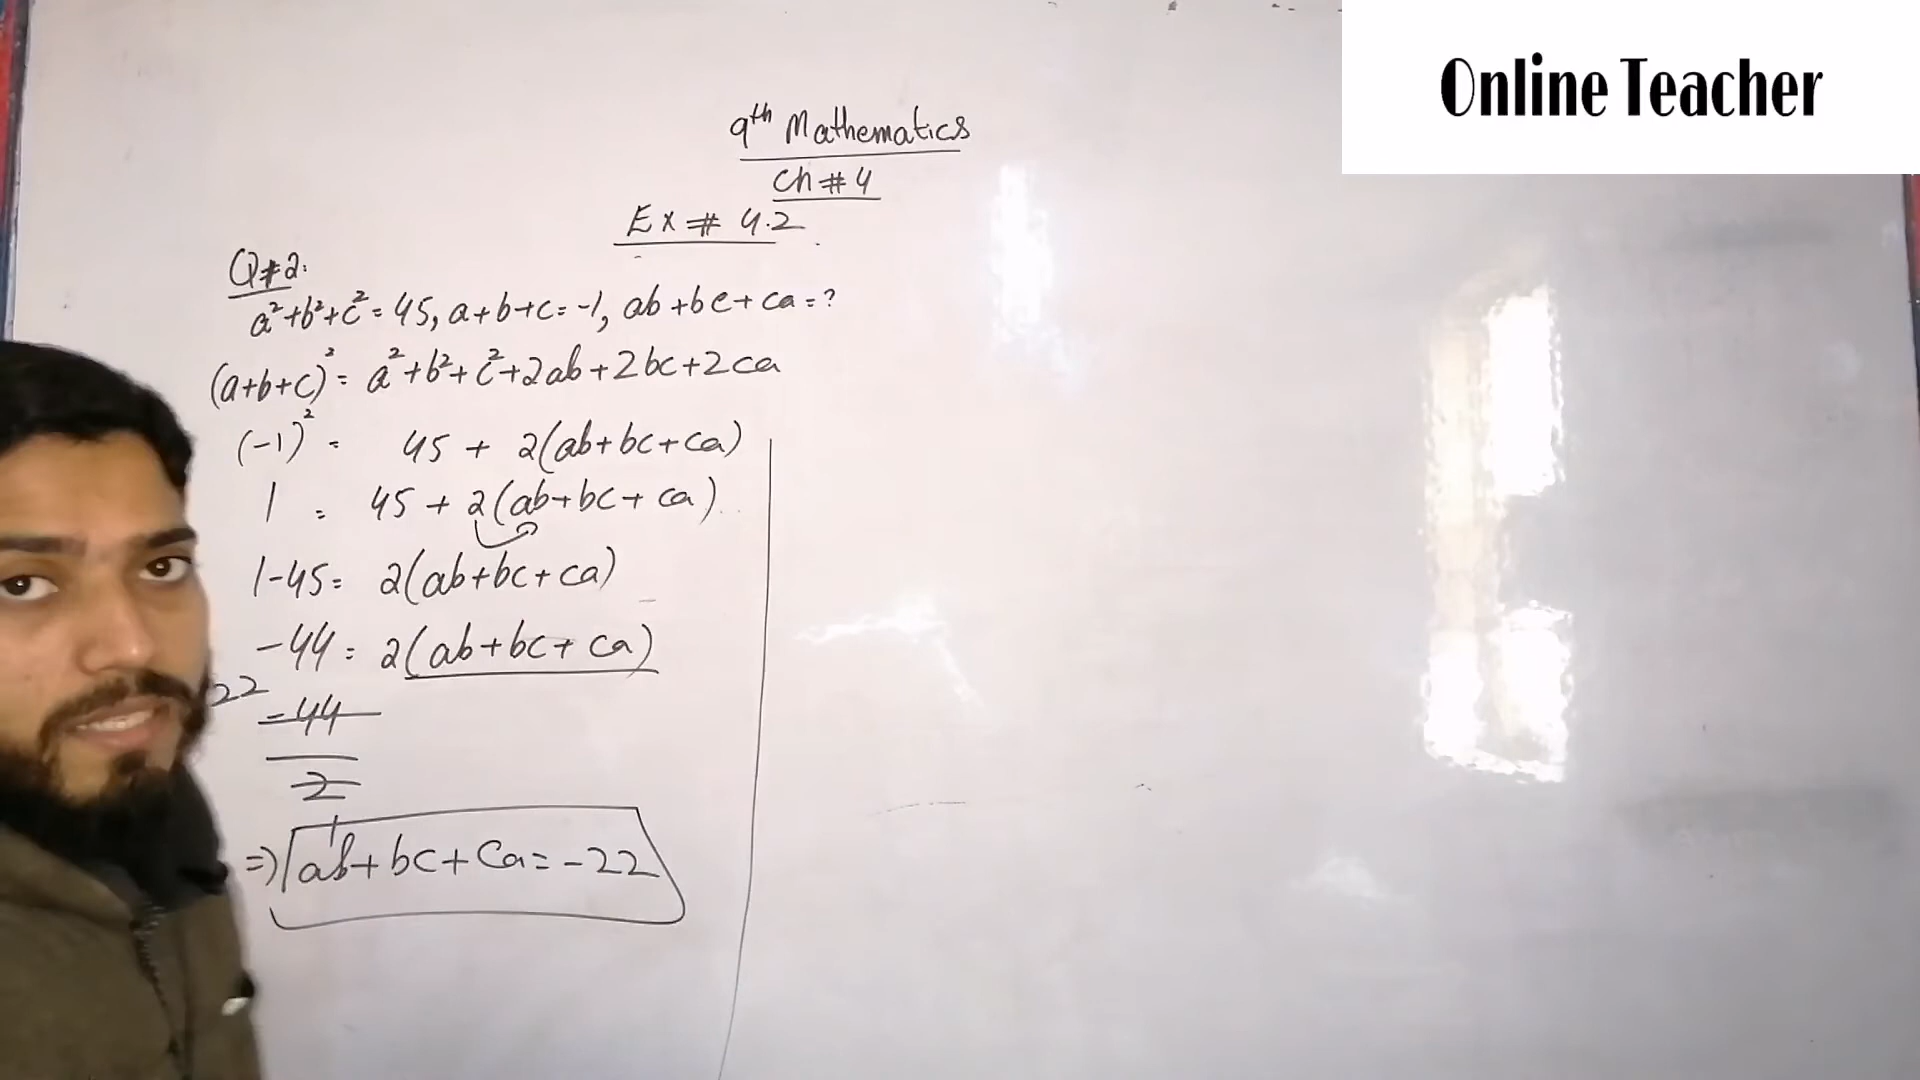 Online Teacher
9th Mathematics
Ch # 4
Ex # 4.2
Q#2:
a²+b²+c² = 45, a+b+c = -1, ab+bc+ca = ?
(a+b+c)² = a²+b²+c²+2ab+2bc+2ca
(-1)² = 45 + 2(ab+bc+ca)
1 = 45 + 2(ab+bc+ca)
1-45 = 2(ab+bc+ca)
-44 = 2(ab+bc+ca)
22
-44
2
1
⇒ ab+bc+ca = -22